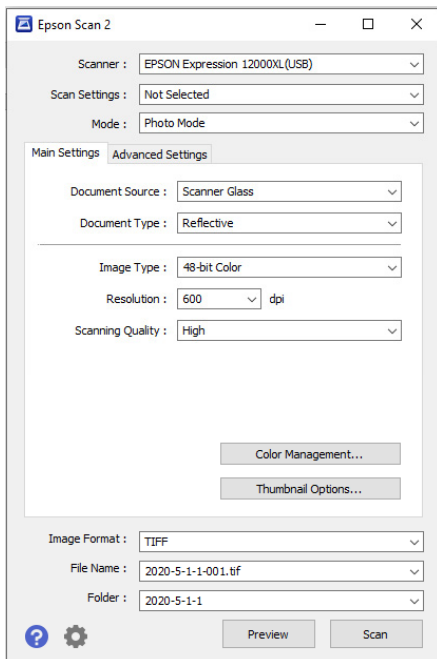 Epson Scan 2
Scanner : EPSON Expression 12000XL(USB)
Scan Settings : Not Selected
Mode : Photo Mode
Main Settings Advanced Settings
Document Source : Scanner Glass
Document Type : Reflective
Image Type : 48-bit Color
Resolution : 600 dpi
Scanning Quality : High
Color Management...
Thumbnail Options...
Image Format : TIFF
File Name : 2020-5-1-1-001.tif
Folder : 2020-5-1-1
? Preview Scan